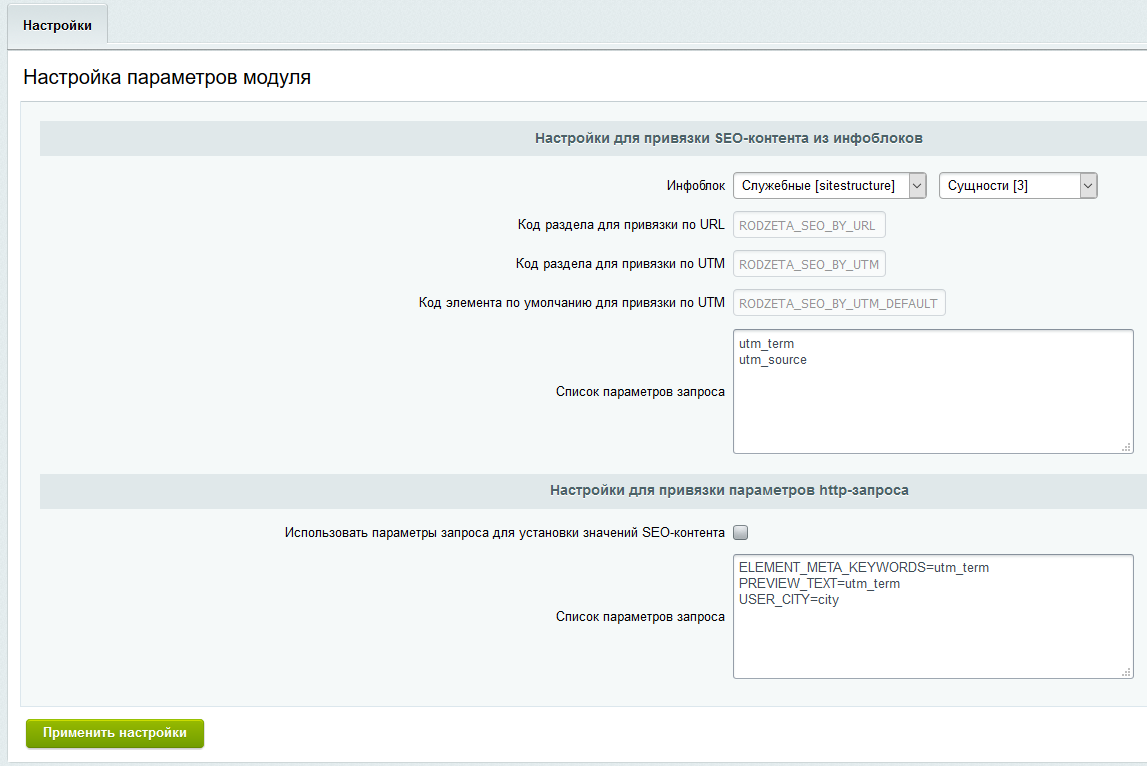 Настройки
Настройка параметров модуля
Настройки для привязки SEO-контента из инфоблоков
Инфоблок Служебные [sitestructure] Сущности [3]
Код раздела для привязки по URL RODZETA_SEO_BY_URL
Код раздела для привязки по UTM RODZETA_SEO_BY_UTM
Код элемента по умолчанию для привязки по UTM RODZETA_SEO_BY_UTM_DEFAULT
utm_term
utm_source
Список параметров запроса
Настройки для привязки параметров http-запроса
Использовать параметры запроса для установки значений SEO-контента
ELEMENT_META_KEYWORDS=utm_term
PREVIEW_TEXT=utm_term
USER_CITY=city
Список параметров запроса
Применить настройки